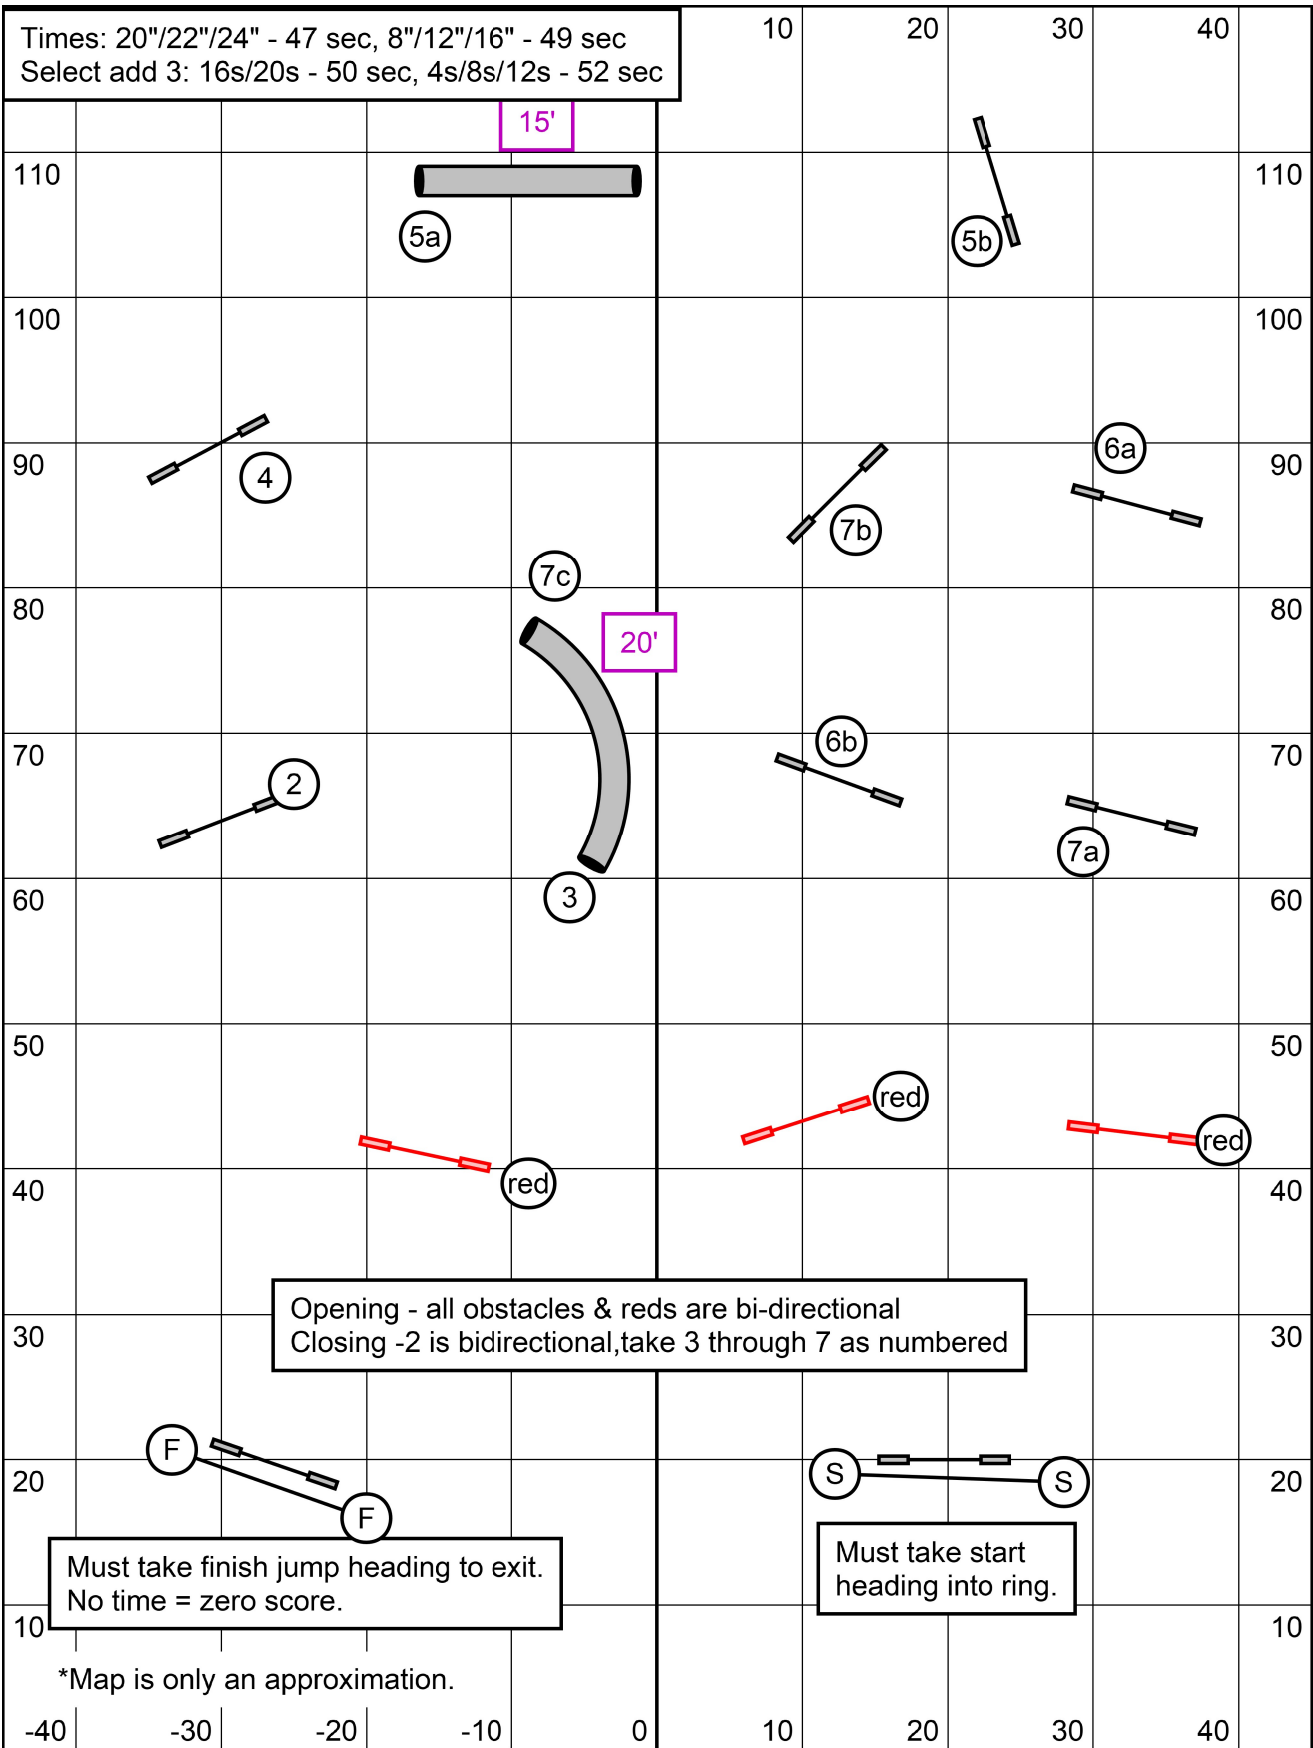 Times: 20"/22"/24" - 47 sec, 8"/12"/16" - 49 sec
Select add 3: 16s/20s - 50 sec, 4s/8s/12s - 52 sec
10 20 30 40
15'
110 110
5a
5b
100 100
6a
90 90
4
7b
7c
80 80
20'
6b
70 70
2
7a
60 60
3
50 50
red
red
red
40 40
Opening - all obstacles & reds are bi-directional
Closing -2 is bidirectional,take 3 through 7 as numbered
30 30
F
F
S
S
20 20
Must take finish jump heading to exit.
No time = zero score.
Must take start
heading into ring.
10 10
*Map is only an approximation.
-40 -30 -20 -10 0 10 20 30 40